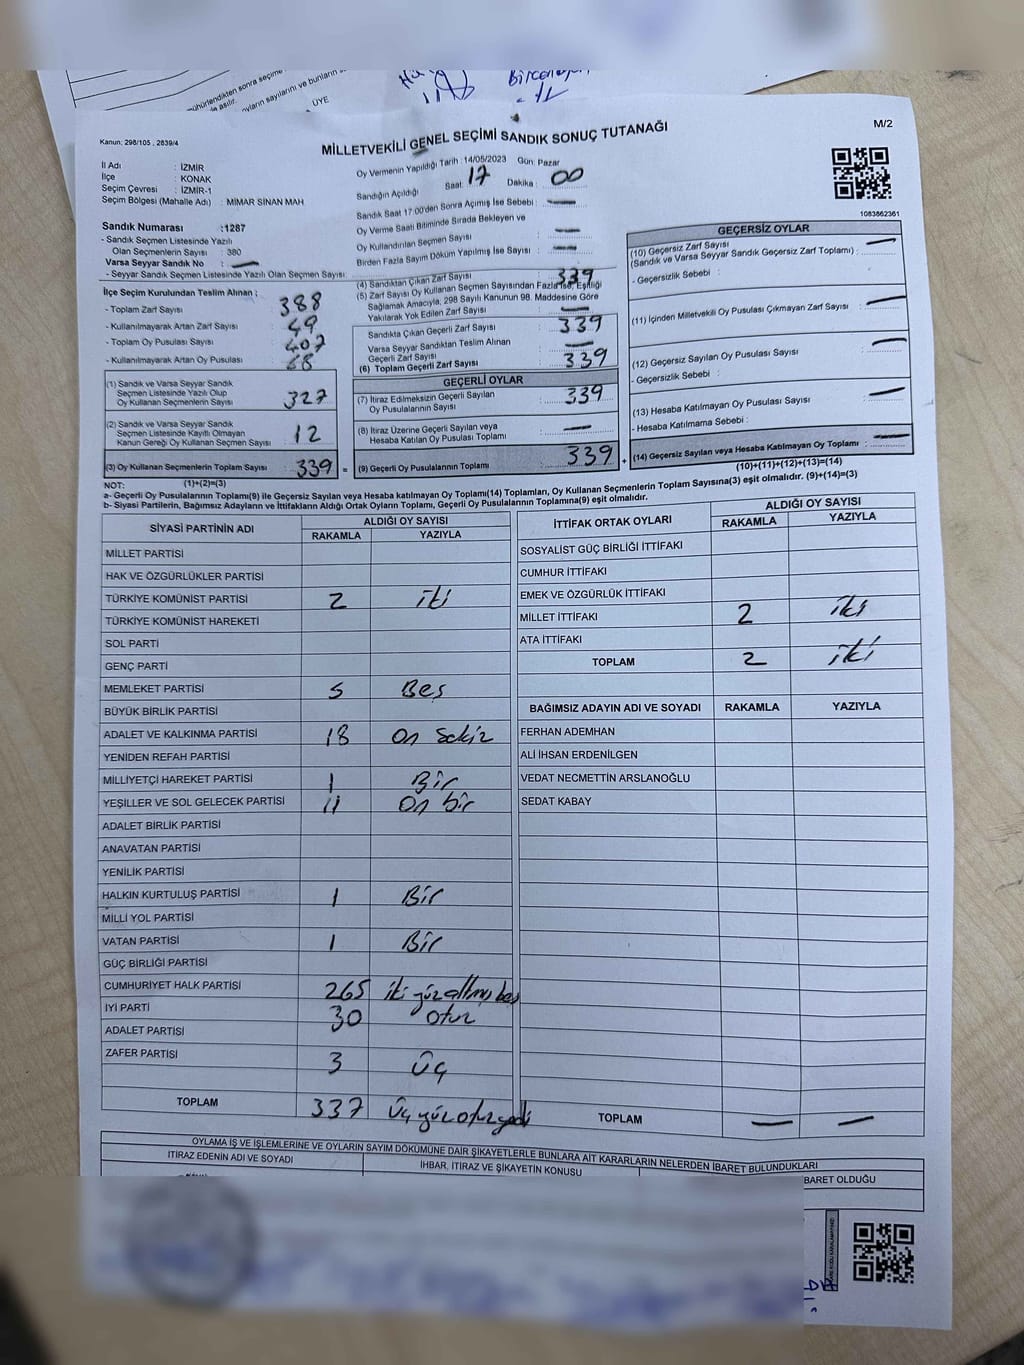 mühürlendikten sonra seçime
oyların sayılarını ve bunların
ÜYE
Kanun: 298/105 , 2839/4
MİLLETVEKİLİ GENEL SEÇİMİ SANDIK SONUÇ TUTANAĞI
M/2
İl Adı : İZMİR
İlçe : KONAK
Seçim Çevresi : İZMİR-1
Seçim Bölgesi (Mahalle Adı) : MİMAR SİNAN MAH
Oy Vermenin Yapıldığı Tarih : 14/05/2023 Gün: Pazar
Sandığın Açıldığı Saat: 17 Dakika : 00
Sandık Saat 17:00'den Sonra Açımış İse Sebebi : —
Oy Verme Saati Bitiminde Sırada Bekleyen ve
Oy Kullandırılan Seçmen Sayısı : —
Birden Fazla Sayım Döküm Yapılmış İse Sayısı : —
1083862361
Sandık Numarası :1287
- Sandık Seçmen Listesinde Yazılı
Olan Seçmenlerin Sayısı : 380
Varsa Seyyar Sandık No : —
- Seyyar Sandık Seçmen Listesinde Yazılı Olan Seçmen Sayısı :
İlçe Seçim Kurulundan Teslim Alınan ;
- Toplam Zarf Sayısı : 388
- Kullanılmayarak Artan Zarf Sayısı : 49
- Toplam Oy Pusulası Sayısı : 407
- Kullanılmayarak Artan Oy Pusulası : 68
(1) Sandık ve Varsa Seyyar Sandık
Seçmen Listesinde Yazılı Olup
Oy Kullanan Seçmenlerin Sayısı 327
(2) Sandık ve Varsa Seyyar Sandık
Seçmen Listesinde Kayıtlı Olmayan
Kanun Gereği Oy Kullanan Seçmen Sayısı 12
(3) Oy Kullanan Seçmenlerin Toplam Sayısı 339 =
(1)+(2)=(3)
(4) Sandıktan Çıkan Zarf Sayısı : 339
(5) Zarf Sayısı Oy Kullanan Seçmen Sayısından Fazla İse, Eşitliği
Sağlamak Amacıyla, 298 Sayılı Kanunun 98. Maddesine Göre
Yakılarak Yok Edilen Zarf Sayısı : —
Sandıkta Çıkan Geçerli Zarf Sayısı : 339
Varsa Seyyar Sandıktan Teslim Alınan
Geçerli Zarf Sayısı : —
(6) Toplam Geçerli Zarf Sayısı : 339
GEÇERLİ OYLAR
(7) İtiraz Edilmeksizin Geçerli Sayılan
Oy Pusulalarının Sayısı : 339
(8) İtiraz Üzerine Geçerli Sayılan veya
Hesaba Katılan Oy Pusulası Toplamı : —
(9) Geçerli Oy Pusulalarının Toplamı 339 +
GEÇERSİZ OYLAR
(10) Geçersiz Zarf Sayısı
(Sandık ve Varsa Seyyar Sandık Geçersiz Zarf Toplamı) : —
- Geçersizlik Sebebi :
(11) İçinden Milletvekili Oy Pusulası Çıkmayan Zarf Sayısı : —
(12) Geçersiz Sayılan Oy Pusulası Sayısı : —
- Geçersizlik Sebebi :
(13) Hesaba Katılmayan Oy Pusulası Sayısı : —
- Hesaba Katılmama Sebebi :
(14) Geçersiz Sayılan veya Hesaba Katılmayan Oy Toplamı : —
(10)+(11)+(12)+(13)=(14)
NOT:
a- Geçerli Oy Pusulalarının Toplamı(9) ile Geçersiz Sayılan veya Hesaba katılmayan Oy Toplamı(14) Toplamları, Oy Kullanan Seçmenlerin Toplam Sayısına(3) eşit olmalıdır. (9)+(14)=(3)
b- Siyasi Partilerin, Bağımsız Adayların ve İttifakların Aldığı Ortak Oyların Toplamı, Geçerli Oy Pusulalarının Toplamına(9) eşit olmalıdır.
SİYASİ PARTİNİN ADI ALDIĞI OY SAYISI
RAKAMLA YAZIYLA
MİLLET PARTİSİ
HAK VE ÖZGÜRLÜKLER PARTİSİ
TÜRKİYE KOMÜNİST PARTİSİ 2 iki
TÜRKİYE KOMÜNİST HAREKETİ
SOL PARTİ
GENÇ PARTİ
MEMLEKET PARTİSİ 5 Beş
BÜYÜK BİRLİK PARTİSİ
ADALET VE KALKINMA PARTİSİ 18 on sekiz
YENİDEN REFAH PARTİSİ
MİLLİYETÇİ HAREKET PARTİSİ 1 Bir
YEŞİLLER VE SOL GELECEK PARTİSİ 11 On bir
ADALET BİRLİK PARTİSİ
ANAVATAN PARTİSİ
YENİLİK PARTİSİ
HALKIN KURTULUŞ PARTİSİ 1 Bir
MİLLİ YOL PARTİSİ
VATAN PARTİSİ 1 Bir
GÜÇ BİRLİĞİ PARTİSİ
CUMHURİYET HALK PARTİSİ 265 iki yüz altmış beş
İYİ PARTİ 30 otuz
ADALET PARTİSİ
ZAFER PARTİSİ 3 Üç
TOPLAM 337 Üç yüz otuz yedi
İTTİFAK ORTAK OYLARI ALDIĞI OY SAYISI
RAKAMLA YAZIYLA
SOSYALİST GÜÇ BİRLİĞİ İTTİFAKI
CUMHUR İTTİFAKI
EMEK VE ÖZGÜRLÜK İTTİFAKI
MİLLET İTTİFAKI 2 iki
ATA İTTİFAKI
TOPLAM 2 iki
BAĞIMSIZ ADAYIN ADI VE SOYADI RAKAMLA YAZIYLA
FERHAN ADEMHAN
ALİ İHSAN ERDENİLGEN
VEDAT NECMETTİN ARSLANOĞLU
SEDAT KABAY
TOPLAM — —
OYLAMA İŞ VE İŞLEMLERİNE VE OYLARIN SAYIM DÖKÜMÜNE DAİR ŞİKAYETLERLE BUNLARA AİT KARARLARIN NELERDEN İBARET BULUNDUKLARI
İTİRAZ EDENİN ADI VE SOYADI İHBAR, İTİRAZ VE ŞİKAYETİN KONUSU BARET OLDUĞU